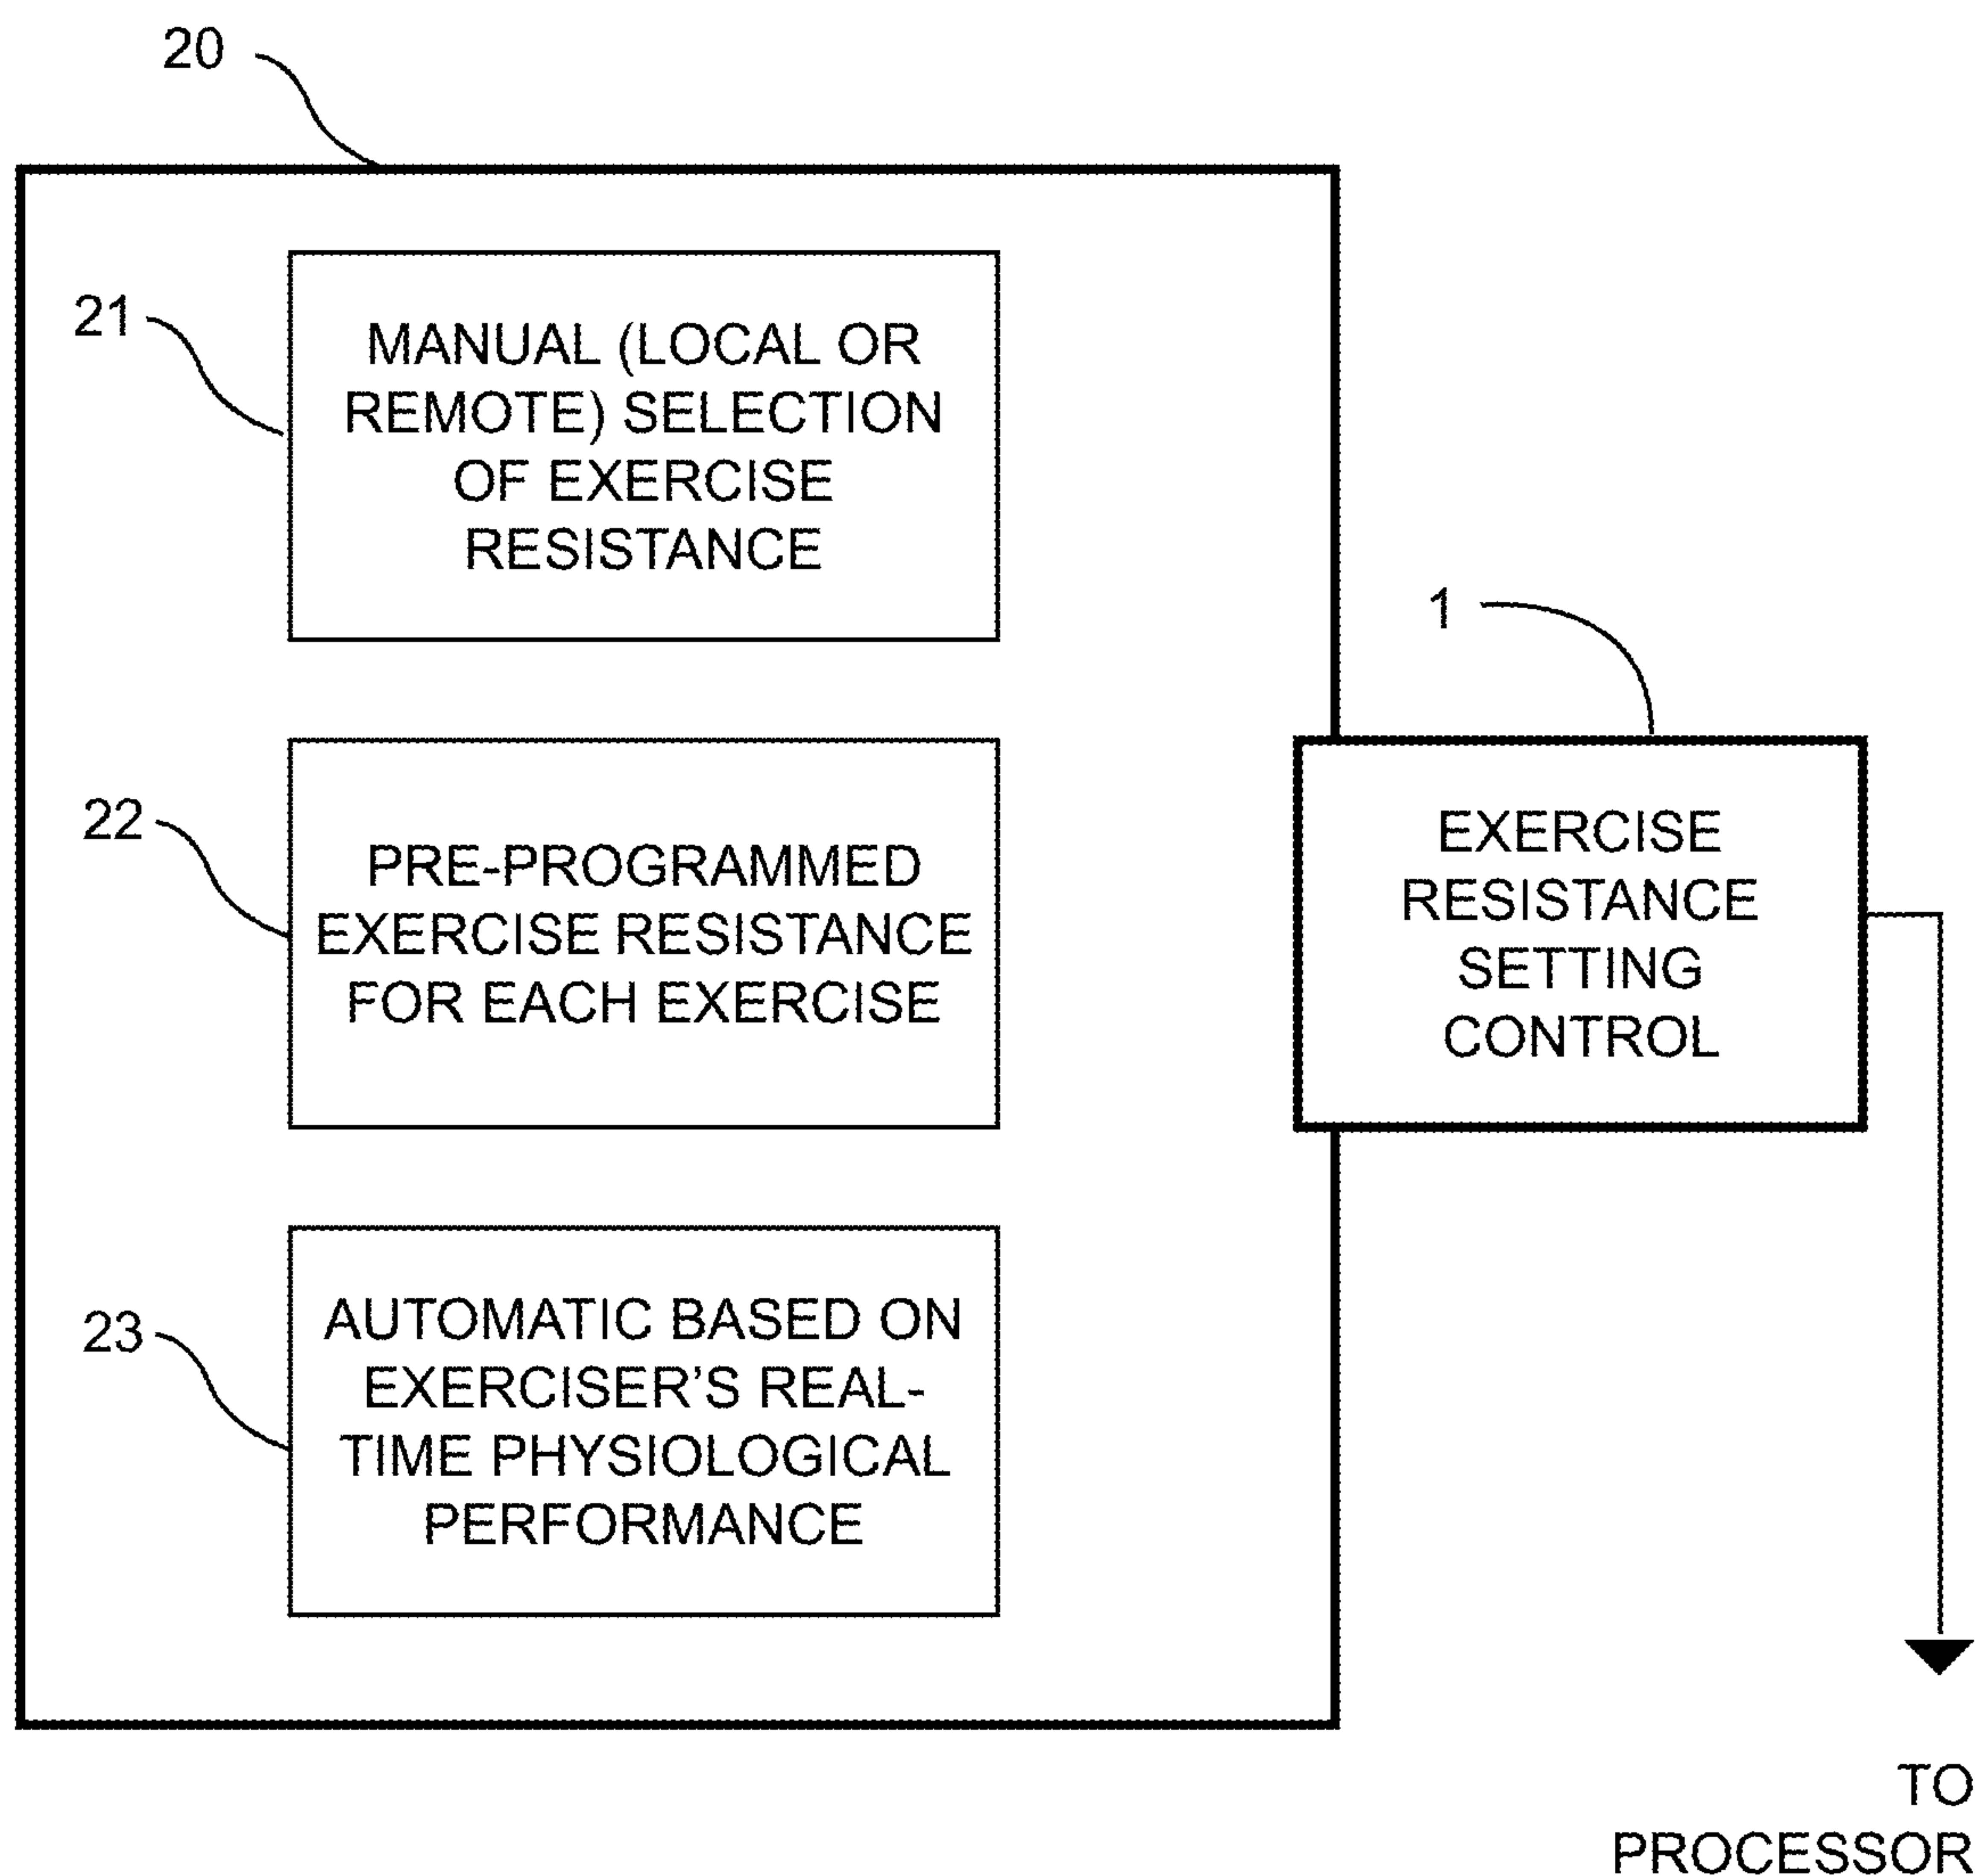 20
21
MANUAL (LOCAL OR
REMOTE) SELECTION
OF EXERCISE
RESISTANCE
1
22
PRE-PROGRAMMED
EXERCISE RESISTANCE
FOR EACH EXERCISE
EXERCISE
RESISTANCE
SETTING
CONTROL
23
AUTOMATIC BASED ON
EXERCISER’S REAL-
TIME PHYSIOLOGICAL
PERFORMANCE
TO
PROCESSOR